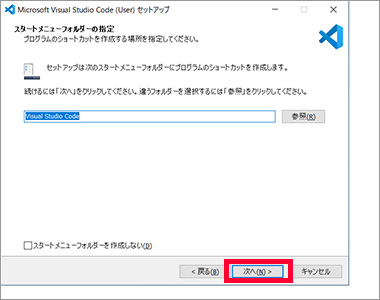 Microsoft Visual Studio Code (User) セットアップ
スタートメニューフォルダーの指定
プログラムのショートカットを作成する場所を指定してください。
セットアップは次のスタートメニューフォルダーにプログラムのショートカットを作成します。
続けるには「次へ」をクリックしてください。違うフォルダーを選択するには「参照」をクリックしてください。
Visual Studio Code
参照(R)
スタートメニューフォルダーを作成しない(D)
< 戻る(B)
次へ(N) >
キャンセル